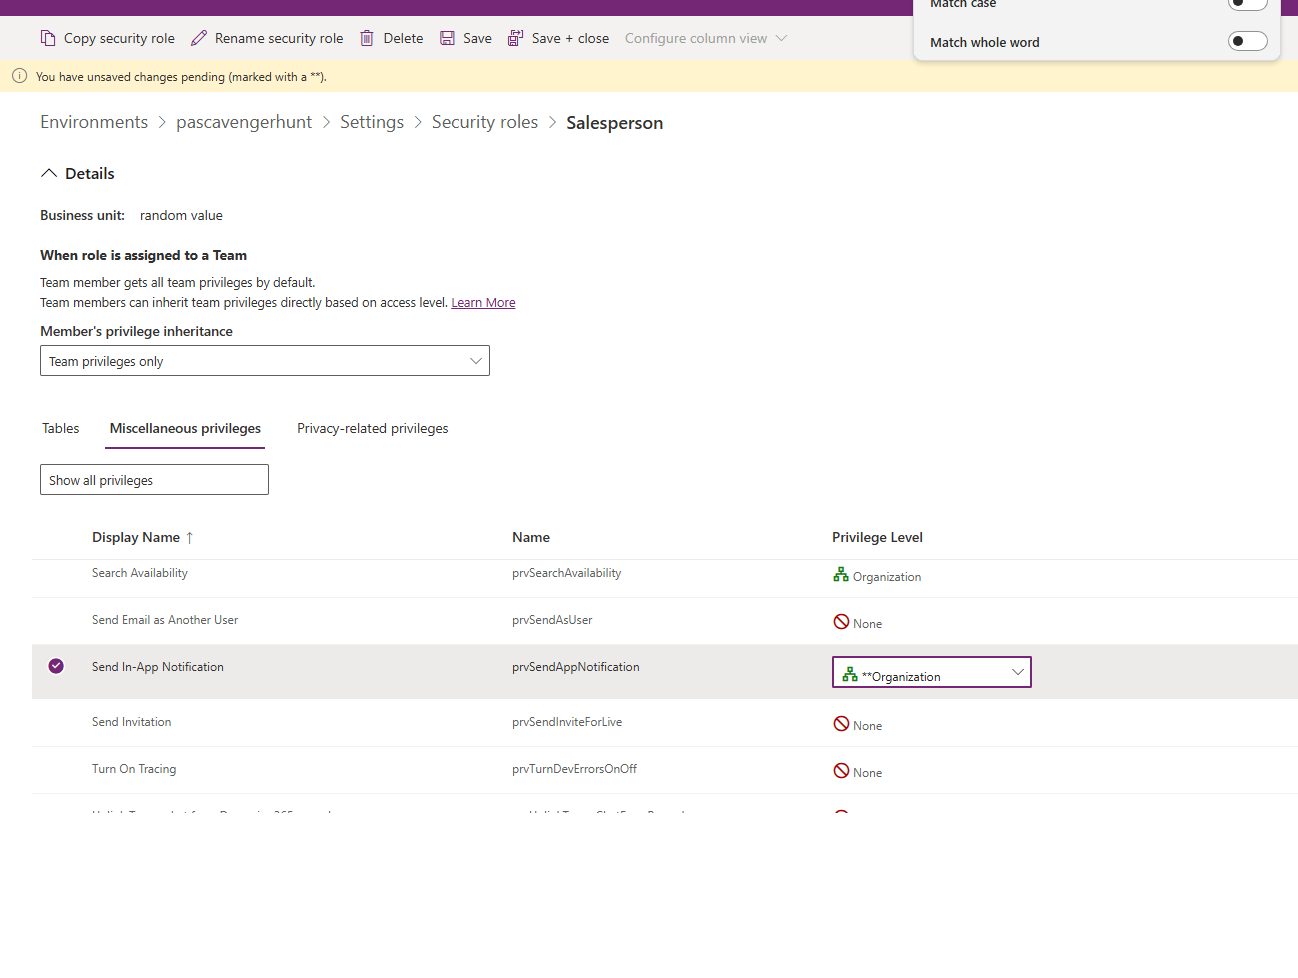 Match case
Match whole word
Copy security role Rename security role Delete Save Save + close Configure column view
You have unsaved changes pending (marked with a **).
Environments > pascavengerhunt > Settings > Security roles > Salesperson
Details
Business unit: random value
When role is assigned to a Team
Team member gets all team privileges by default.
Team members can inherit team privileges directly based on access level. Learn More
Member's privilege inheritance
Team privileges only
Tables Miscellaneous privileges Privacy-related privileges
Show all privileges
Display Name ↑ Name Privilege Level
Search Availability prvSearchAvailability Organization
Send Email as Another User prvSendAsUser None
Send In-App Notification prvSendAppNotification **Organization
Send Invitation prvSendInviteForLive None
Turn On Tracing prvTurnDevErrorsOnOff None